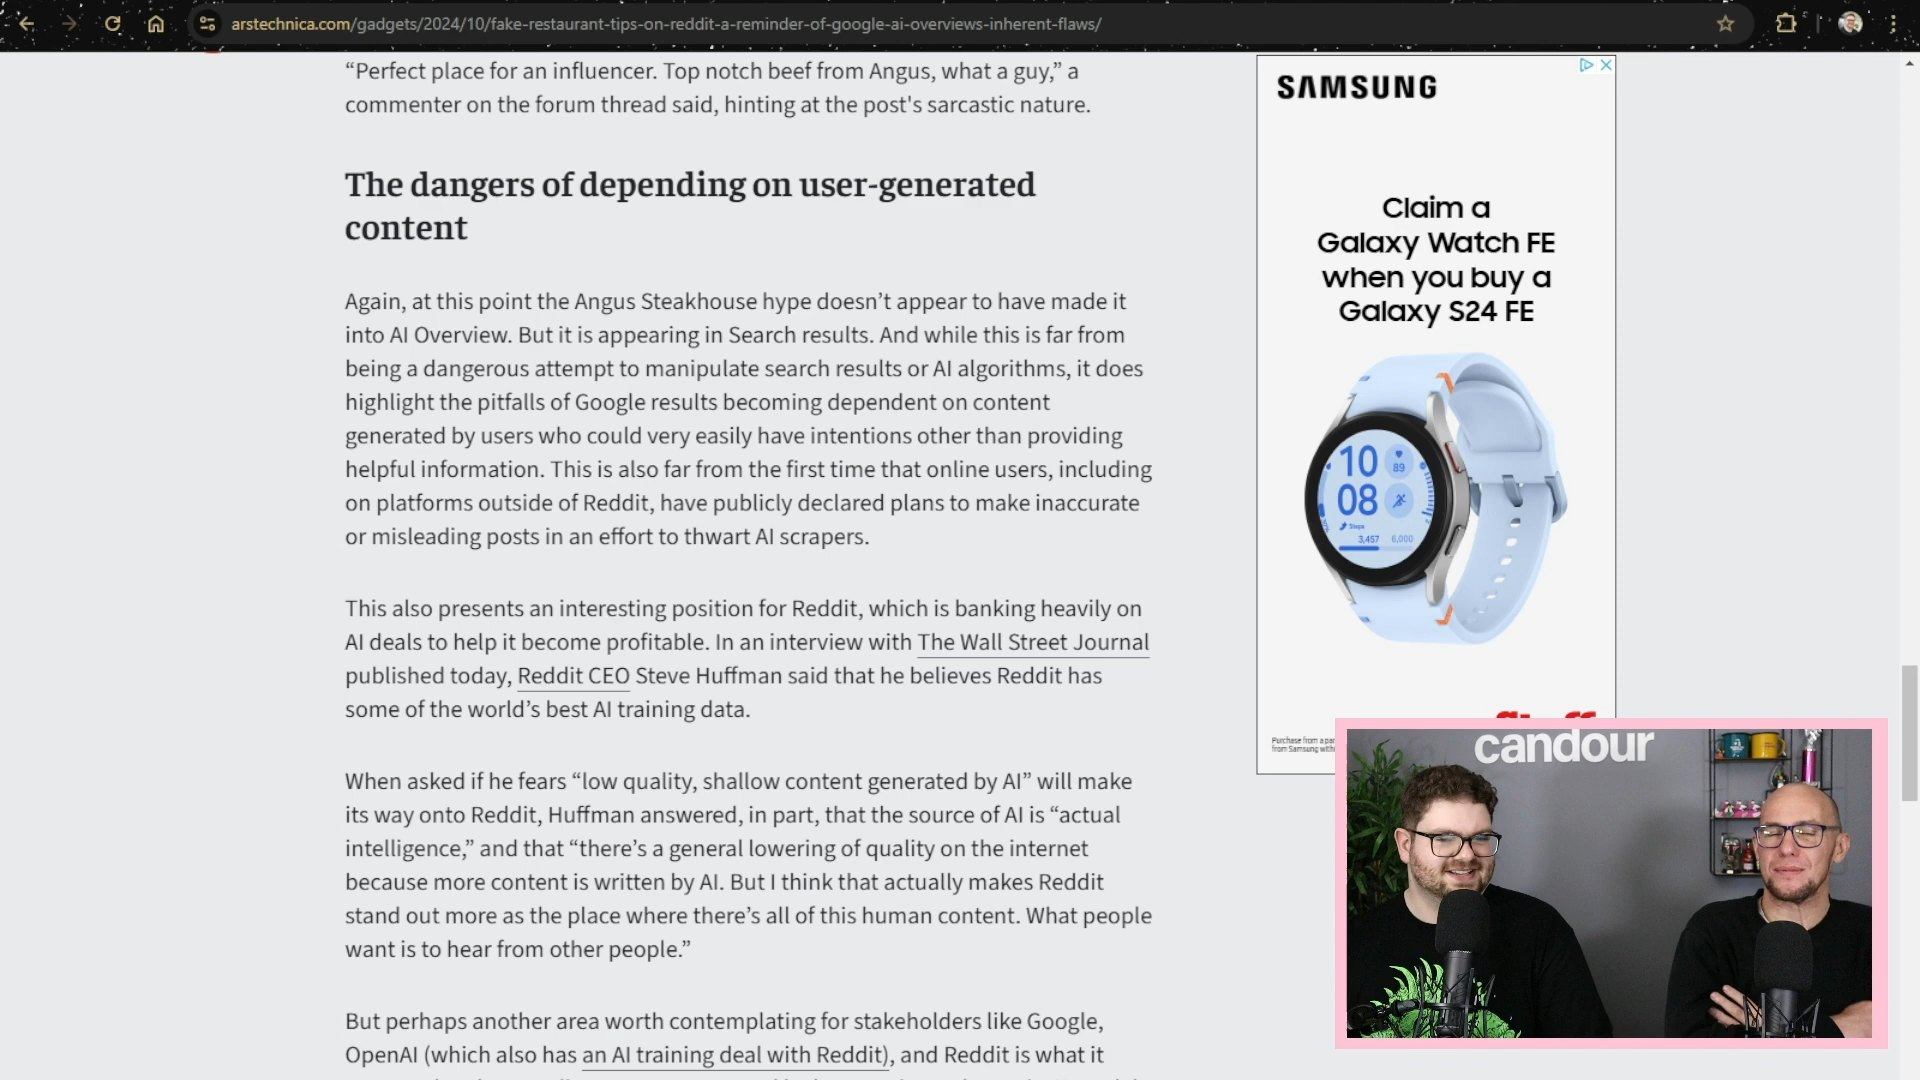 arstechnica.com/gadgets/2024/10/fake-restaurant-tips-on-reddit-a-reminder-of-google-ai-overviews-inherent-flaws/
“Perfect place for an influencer. Top notch beef from Angus, what a guy,” a
commenter on the forum thread said, hinting at the post's sarcastic nature.
The dangers of depending on user-generated
content
Again, at this point the Angus Steakhouse hype doesn’t appear to have made it
into AI Overview. But it is appearing in Search results. And while this is far from
being a dangerous attempt to manipulate search results or AI algorithms, it does
highlight the pitfalls of Google results becoming dependent on content
generated by users who could very easily have intentions other than providing
helpful information. This is also far from the first time that online users, including
on platforms outside of Reddit, have publicly declared plans to make inaccurate
or misleading posts in an effort to thwart AI scrapers.
This also presents an interesting position for Reddit, which is banking heavily on
AI deals to help it become profitable. In an interview with The Wall Street Journal
published today, Reddit CEO Steve Huffman said that he believes Reddit has
some of the world’s best AI training data.
When asked if he fears “low quality, shallow content generated by AI” will make
its way onto Reddit, Huffman answered, in part, that the source of AI is “actual
intelligence,” and that “there’s a general lowering of quality on the internet
because more content is written by AI. But I think that actually makes Reddit
stand out more as the place where there’s all of this human content. What people
want is to hear from other people.”
But perhaps another area worth contemplating for stakeholders like Google,
OpenAI (which also has an AI training deal with Reddit), and Reddit is what it
SAMSUNG
Claim a
Galaxy Watch FE
when you buy a
Galaxy S24 FE
10
89
08
Steps
3,457 6,000
Purchase from a par
from Samsung with
candour